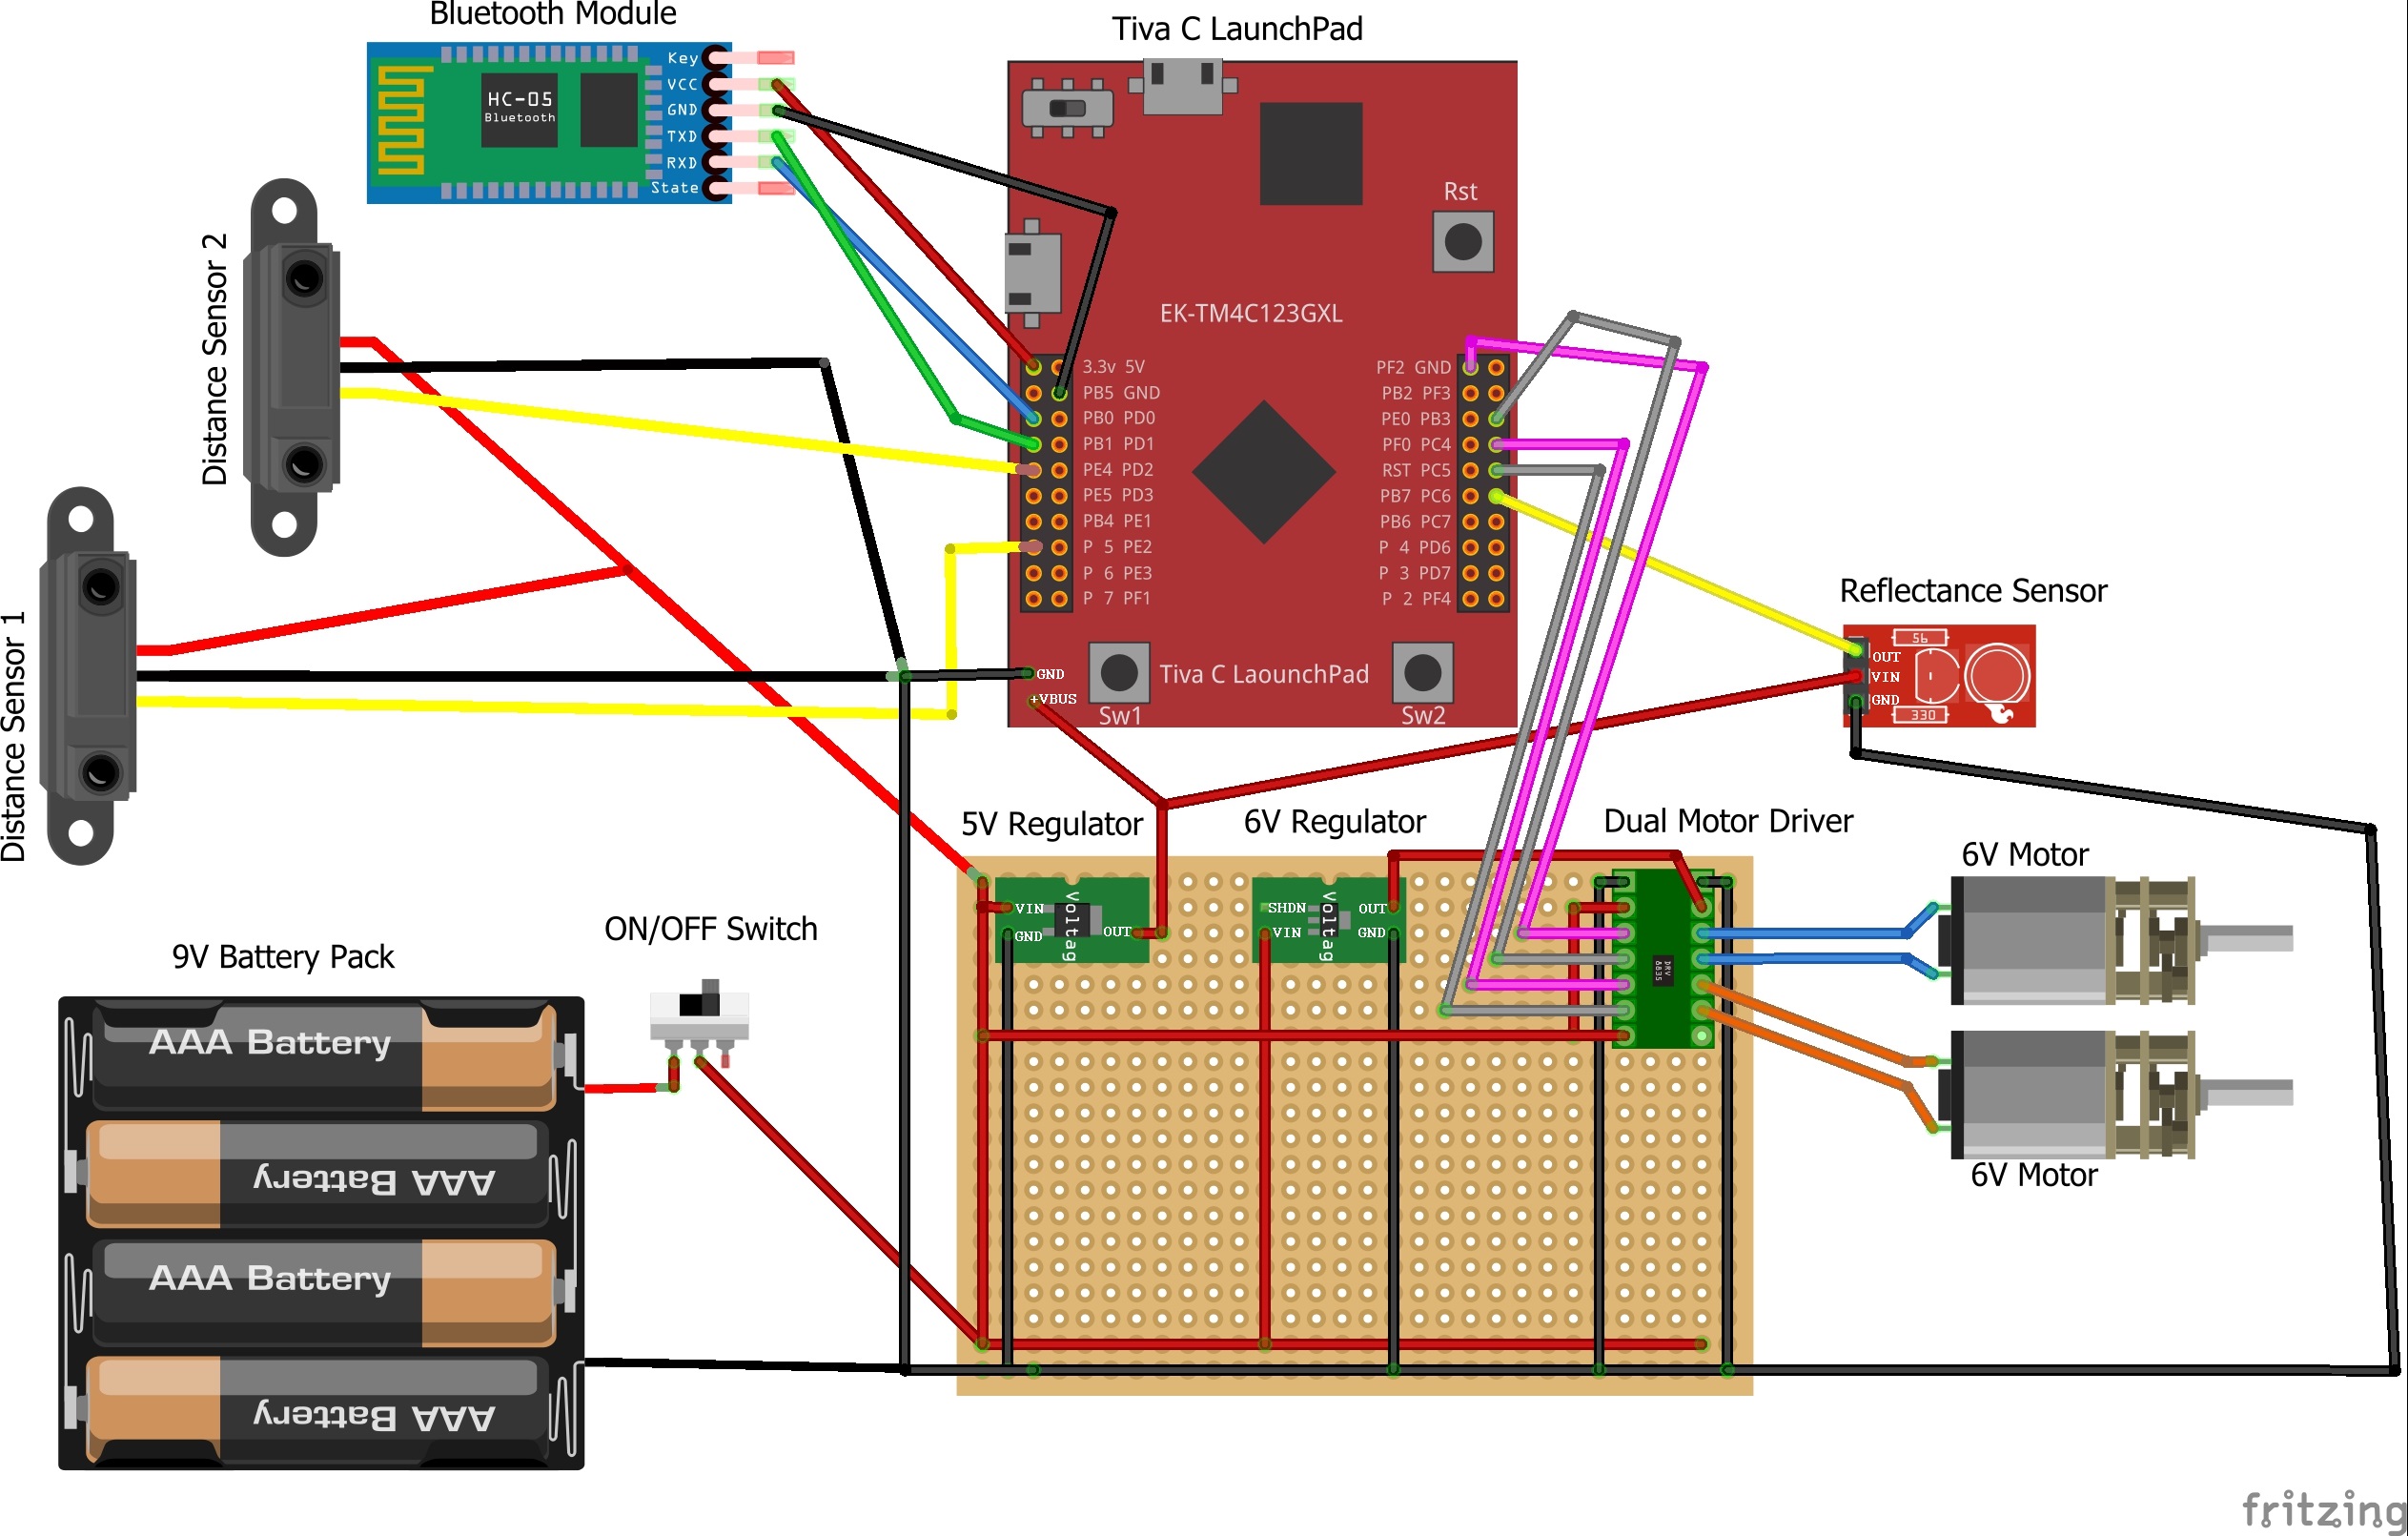 Bluetooth Module
Tiva C LaunchPad
Key
VCC
GND
TXD
RXD
State
HC-05
Bluetooth
Rst
EK-TM4C123GXL
Distance Sensor 2
Distance Sensor 1
3.3v 5V
PB5 GND
PB0 PD0
PB1 PD1
PE4 PD2
PE5 PD3
PB4 PE1
P 5 PE2
P 6 PE3
P 7 PF1
PF2 GND
PB2 PF3
PE0 PB3
PF0 PC4
RST PC5
PB7 PC6
PB6 PC7
P 4 PD6
P 3 PD7
P 2 PF4
GND
+VBUS
Tiva C LaounchPad
Sw1
Sw2
Reflectance Sensor
56
OUT
VIN
GND
330
5V Regulator
6V Regulator
Dual Motor Driver
VIN
GND
Voltag
OUT
SHDN
VIN
Voltag
OUT
GND
DRV
8835
6V Motor
6V Motor
ON/OFF Switch
9V Battery Pack
AAA Battery
AAA Battery
AAA Battery
AAA Battery
fritzing